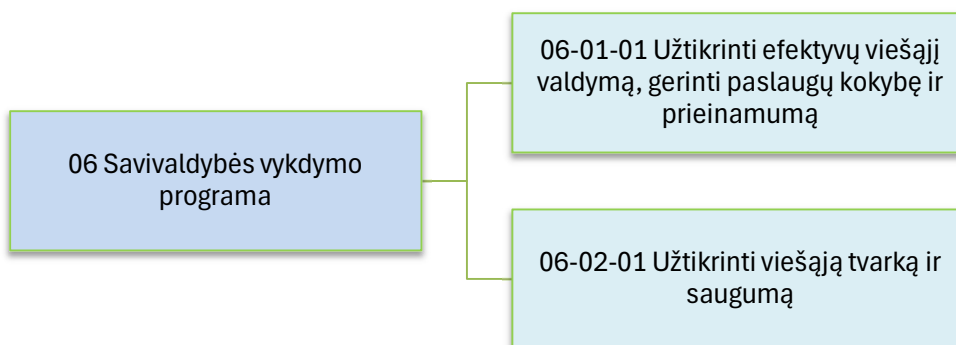 06 Savivaldybės vykdymo
programa
06-01-01 Užtikrinti efektyvų viešąjį
valdymą, gerinti paslaugų kokybę ir
prieinamumą
06-02-01 Užtikrinti viešąją tvarką ir
saugumą